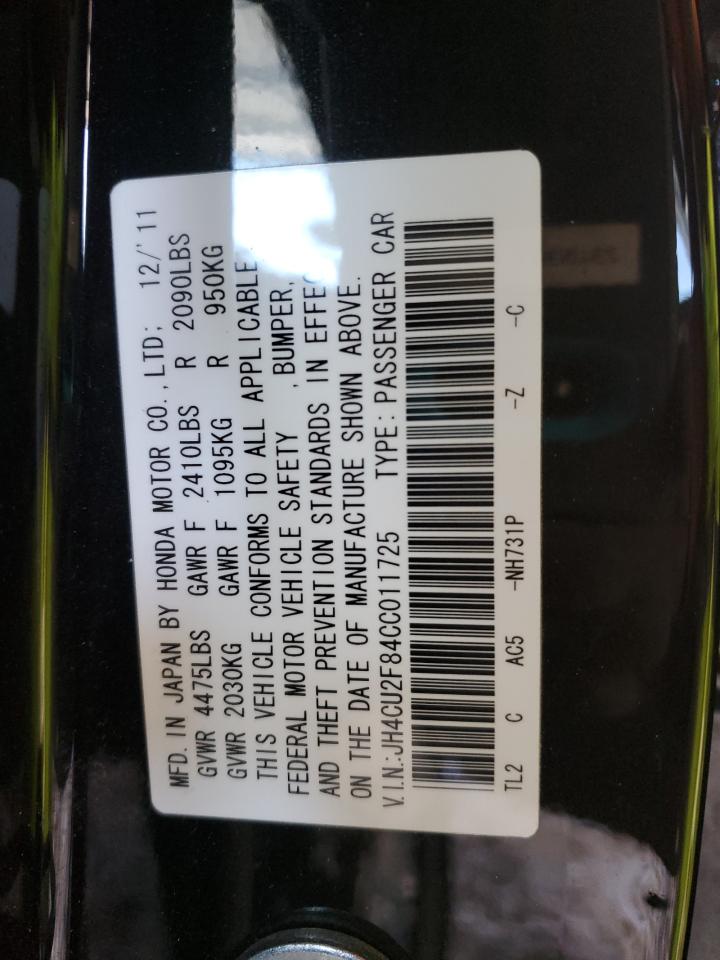 MFD. IN JAPAN BY HONDA MOTOR CO., LTD; 12/'11
GVWR 4475LBS GAWR F 2410LBS R 2090LBS
GVWR 2030KG GAWR F 1095KG R 950KG
THIS VEHICLE CONFORMS TO ALL APPLICABLE
FEDERAL MOTOR VEHICLE SAFETY , BUMPER,
AND THEFT PREVENTION STANDARDS IN EFFEC
ON THE DATE OF MANUFACTURE SHOWN ABOVE.
V.I.N.:JH4CU2F84CC011725 TYPE: PASSENGER CAR
TL2 C AC5 -NH731P -Z -C